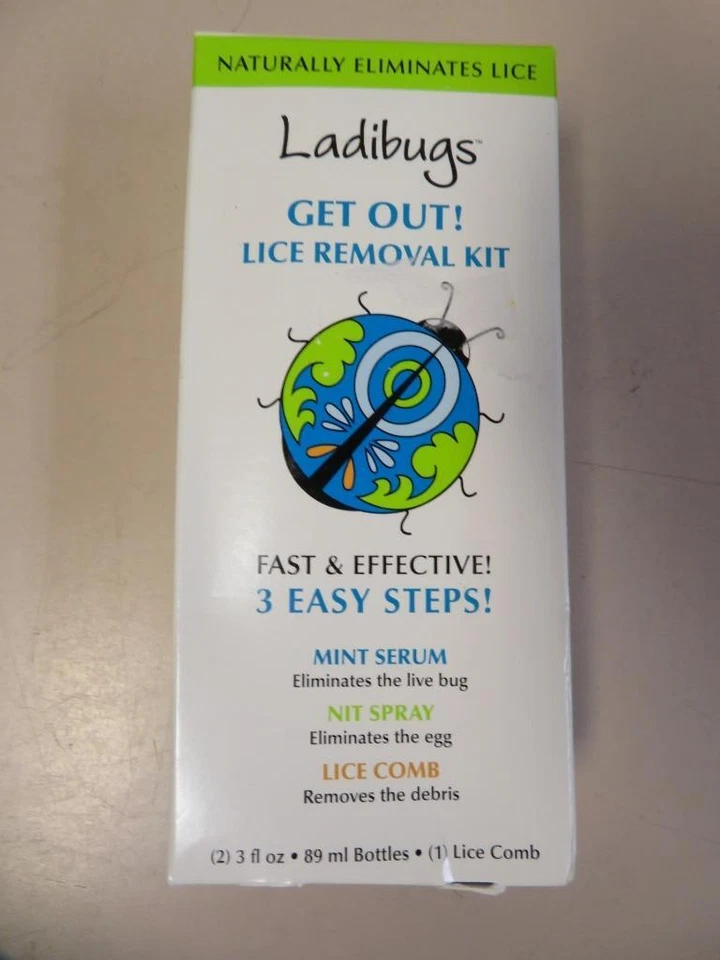 NATURALLY ELIMINATES LICE
Ladibugs™
GET OUT!
LICE REMOVAL KIT
FAST & EFFECTIVE!
3 EASY STEPS!
MINT SERUM
Eliminates the live bug
NIT SPRAY
Eliminates the egg
LICE COMB
Removes the debris
(2) 3 fl oz • 89 ml Bottles • (1) Lice Comb